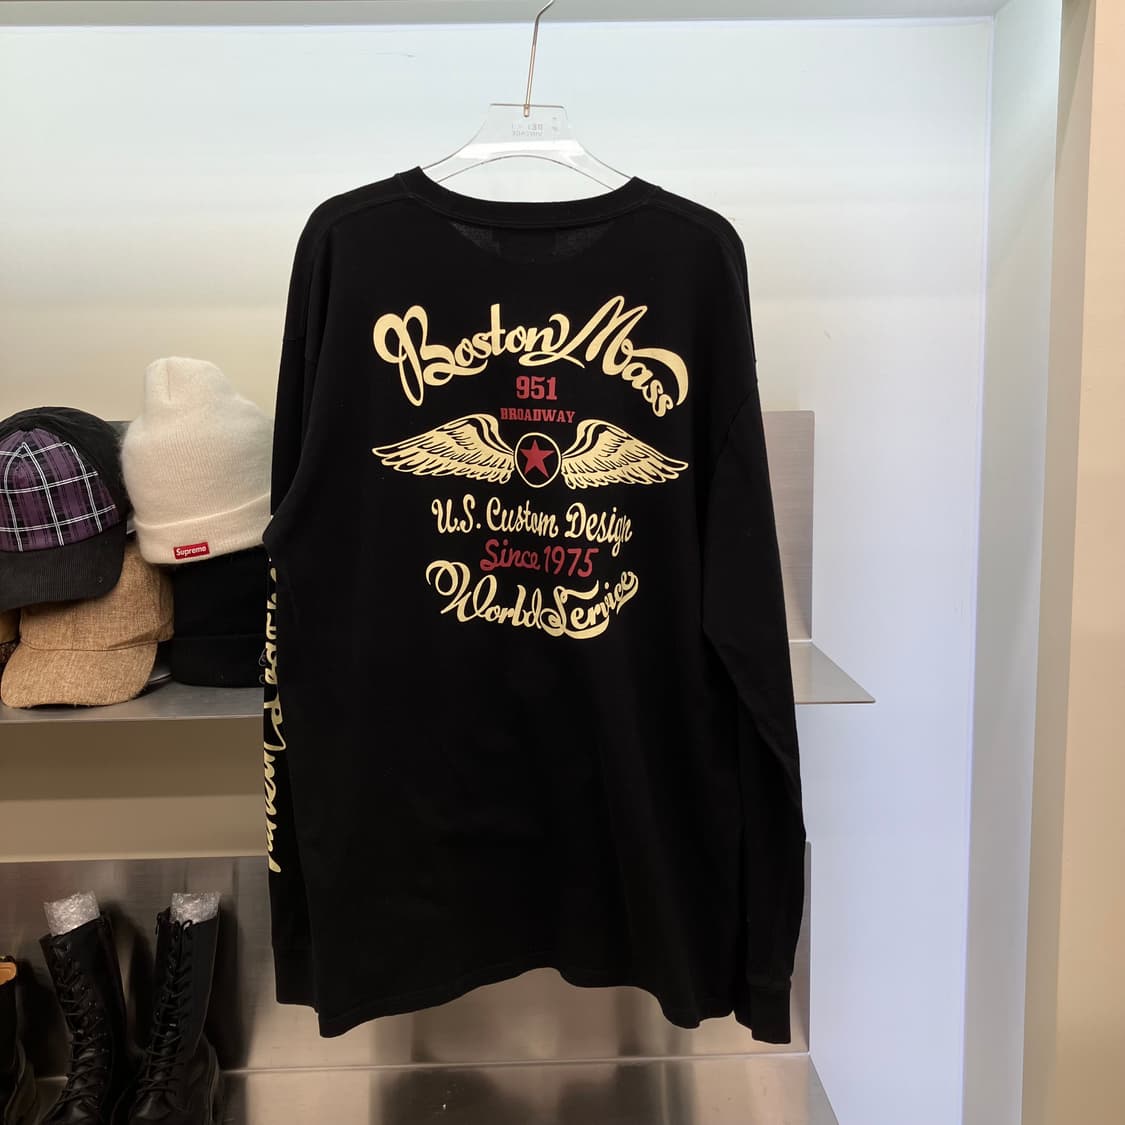 Boston Mass
951
BROADWAY
U.S. Custom Design
Since 1975
World Service
Supreme